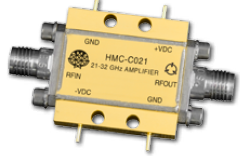 GND
+VDC
HMC-C021
21-32 GHz AMPLIFIER
RFIN
RFOUT
-VDC
GND